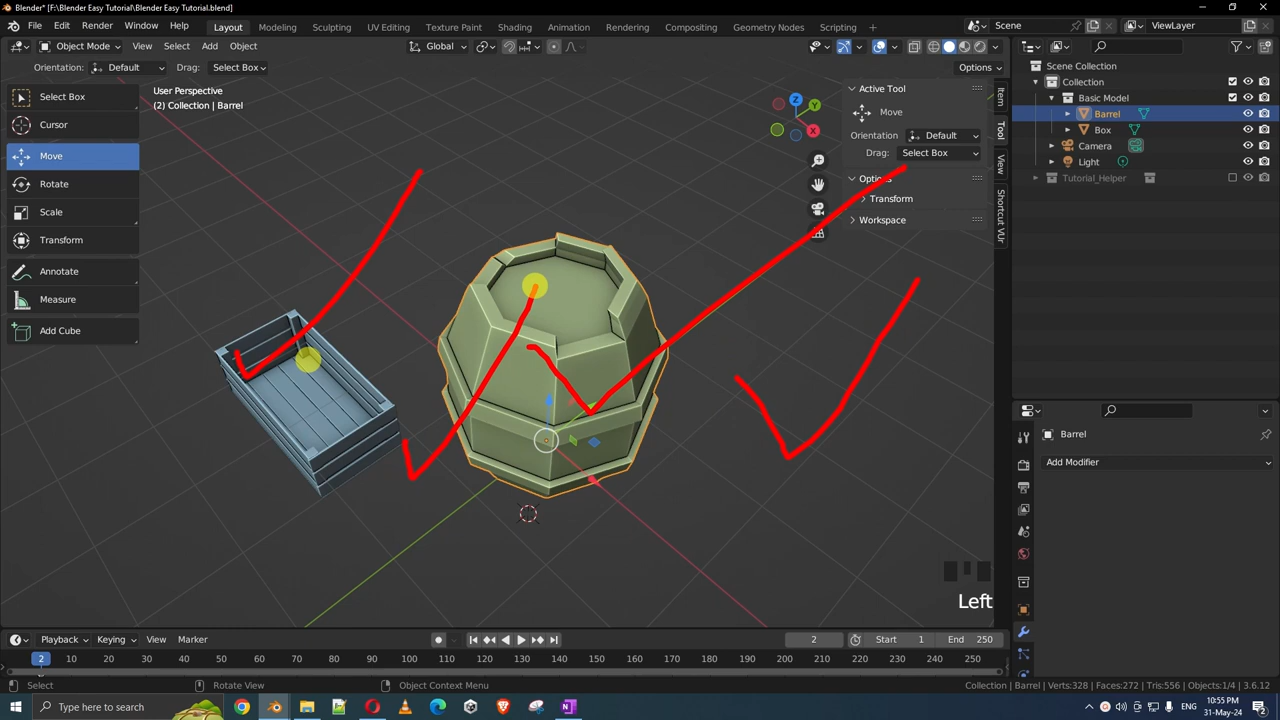 Blender* [F:\Blender Easy Tutorial\Blender Easy Tutorial.blend]
File Edit Render Window Help Layout Modeling Sculpting UV Editing Texture Paint Shading Animation Rendering Compositing Geometry Nodes Scripting Scene ViewLayer
Object Mode View Select Add Object Global
Orientation: Default Drag: Select Box Options
Scene Collection
Collection
Basic Model
Barrel
Box
Camera
Light
Tutorial_Helper
User Perspective
(2) Collection | Barrel
Select Box
Cursor
Move
Rotate
Scale
Transform
Annotate
Measure
Add Cube
Z
Y
X
Active Tool
Move
Orientation Default
Drag: Select Box
Options
Transform
Workspace
Item
Tool
View
Shortcut VUr
Left
Barrel
Add Modifier
Playback Keying View Marker 2 Start 1 End 250
2 10 20 30 40 50 60 70 80 90 100 110 120 130 140 150 160 170 180 190 200 210 220 230 240 250
Select Rotate View Object Context Menu Collection | Barrel | Verts:328 | Faces:272 | Tris:556 | Objects:1/4 | 3.6.12
Type here to search ENG 10:55 PM
31-May-24